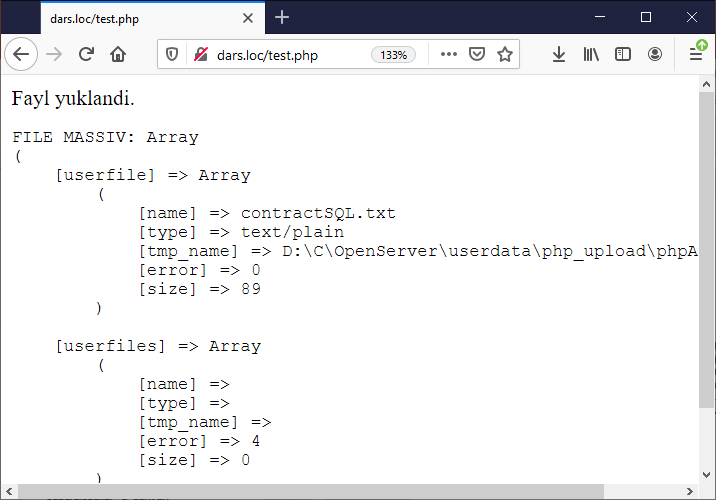 dars.loc/test.php
dars.loc/test.php 133%
Fayl yuklandi.
FILE MASSIV: Array
(
    [userfile] => Array
        (
            [name] => contractSQL.txt
            [type] => text/plain
            [tmp_name] => D:\C\OpenServer\userdata\php_upload\phpA
            [error] => 0
            [size] => 89
        )
    [userfiles] => Array
        (
            [name] =>
            [type] =>
            [tmp_name] =>
            [error] => 4
            [size] => 0
        )